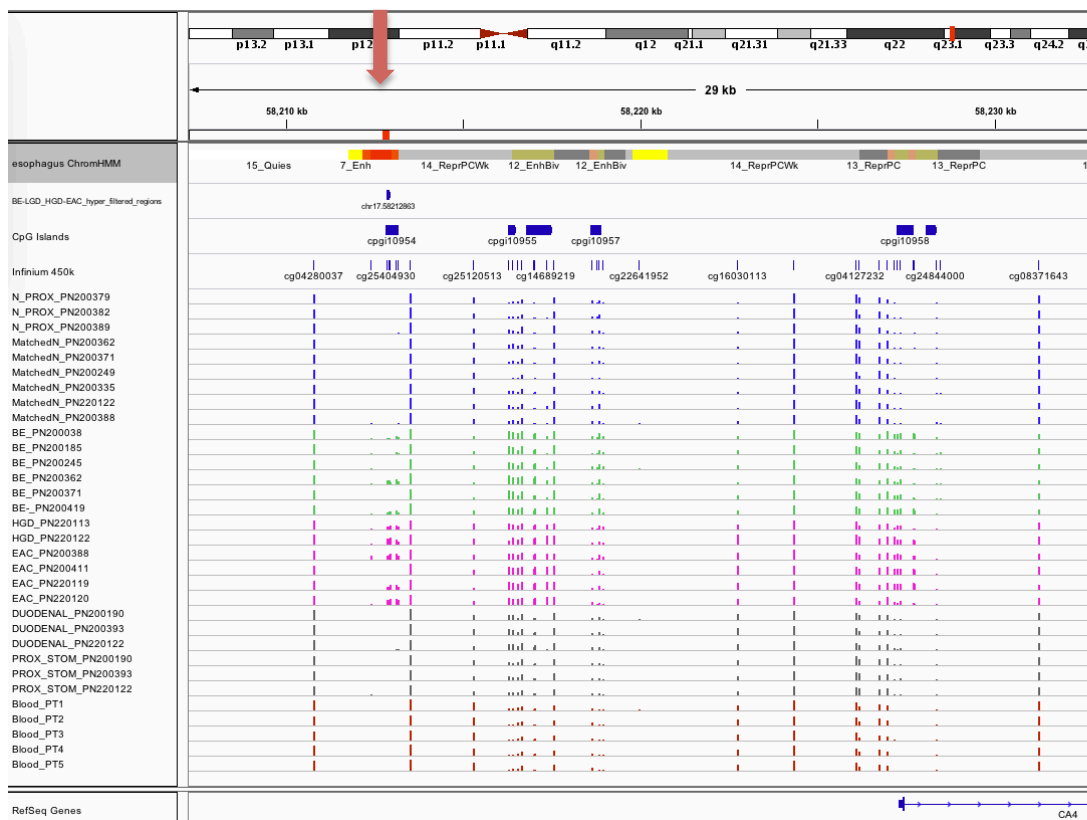 p13.2 p13.1 p12 p11.2 p11.1 q11.2 q12 q21.1 q21.31 q21.33 q22 q23.1 q23.3 q24.2
29 kb
58,210 kb 58,220 kb 58,230 kb
esophagus ChromHMM
15_Quies 7_Enh 14_ReprPCWk 12_EnhBiv 12_EnhBiv 14_ReprPCWk 13_ReprPC 13_ReprPC
BE-LGD_HGD-EAC_hyper_filtered_regions
chr17.58212863
CpG Islands
cpgi10954 cpgi10955 cpgi10957 cpgi10958
Infinium 450k
cg04280037 cg25404930 cg25120513 cg14689219 cg22641952 cg16030113 cg04127232 cg24844000 cg08371643
N_PROX_PN200379
N_PROX_PN200382
N_PROX_PN200389
MatchedN_PN200362
MatchedN_PN200371
MatchedN_PN200249
MatchedN_PN200335
MatchedN_PN220122
MatchedN_PN200388
BE_PN200038
BE_PN200185
BE_PN200245
BE_PN200362
BE_PN200371
BE-_PN200419
HGD_PN220113
HGD_PN220122
EAC_PN200388
EAC_PN200411
EAC_PN220119
EAC_PN220120
DUODENAL_PN200190
DUODENAL_PN200393
DUODENAL_PN220122
PROX_STOM_PN200190
PROX_STOM_PN200393
PROX_STOM_PN220122
Blood_PT1
Blood_PT2
Blood_PT3
Blood_PT4
Blood_PT5
RefSeq Genes
CA4